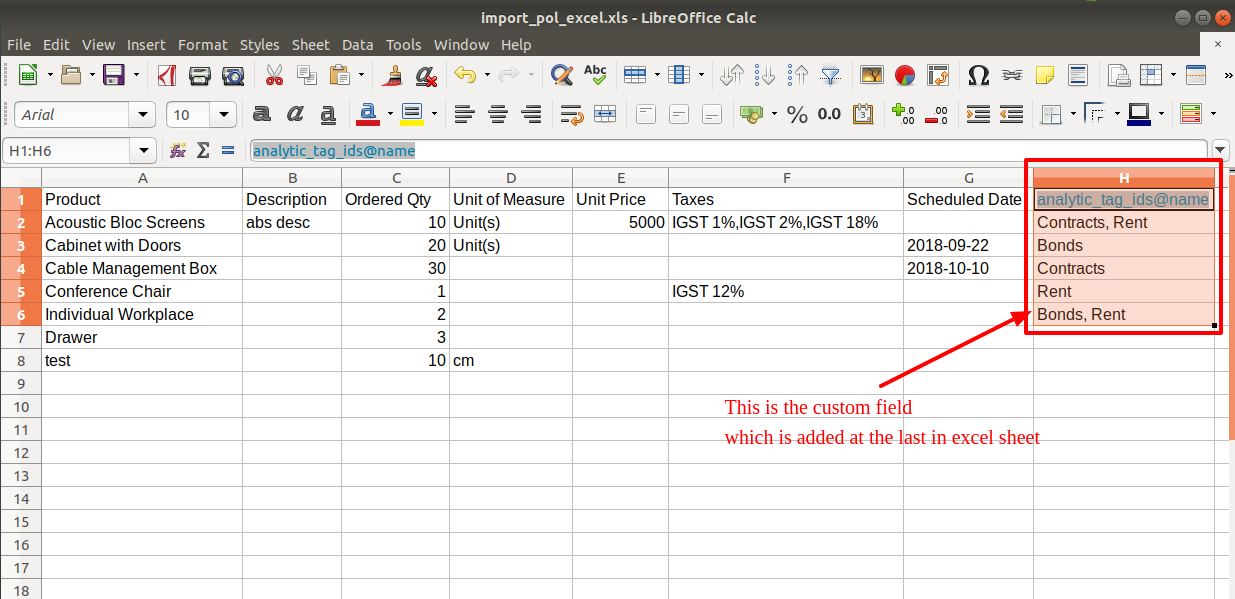 import_pol_excel.xls - LibreOffice Calc
File Edit View Insert Format Styles Sheet Data Tools Window Help
Abc
Arial 10 a a a a % 0.0 .00 .00
H1:H6 fx Σ = analytic_tag_ids@name
A B C D E F G H
1 Product Description Ordered Qty Unit of Measure Unit Price Taxes Scheduled Date analytic_tag_ids@name
2 Acoustic Bloc Screens abs desc 10 Unit(s) 5000 IGST 1%,IGST 2%,IGST 18% Contracts, Rent
3 Cabinet with Doors 20 Unit(s) 2018-09-22 Bonds
4 Cable Management Box 30 2018-10-10 Contracts
5 Conference Chair 1 IGST 12% Rent
6 Individual Workplace 2 Bonds, Rent
7 Drawer 3
8 test 10 cm
9
10
This is the custom field
11
which is added at the last in excel sheet
12
13
14
15
16
17
18